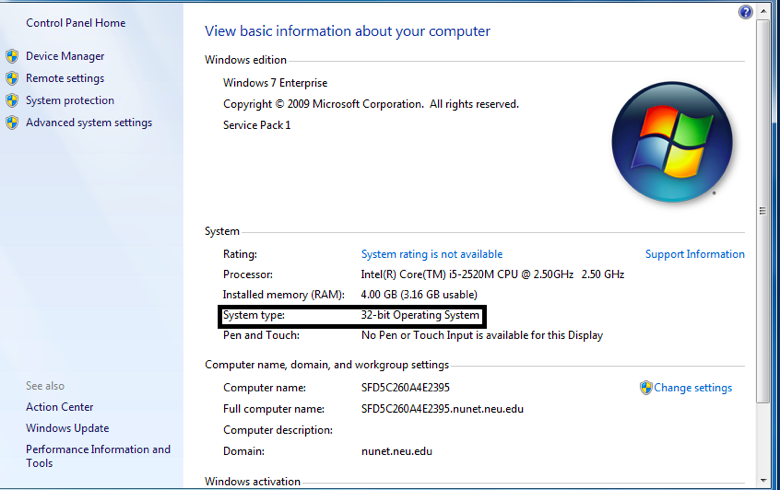 Control Panel Home
Device Manager
Remote settings
System protection
Advanced system settings
See also
Action Center
Windows Update
Performance Information and
Tools
View basic information about your computer
Windows edition
Windows 7 Enterprise
Copyright © 2009 Microsoft Corporation.  All rights reserved.
Service Pack 1
System
Rating: System rating is not available Support Information
Processor: Intel(R) Core(TM) i5-2520M CPU @ 2.50GHz   2.50 GHz
Installed memory (RAM): 4.00 GB (3.16 GB usable)
System type: 32-bit Operating System
Pen and Touch: No Pen or Touch Input is available for this Display
Computer name, domain, and workgroup settings
Computer name: SFD5C260A4E2395 Change settings
Full computer name: SFD5C260A4E2395.nunet.neu.edu
Computer description:
Domain: nunet.neu.edu
Windows activation